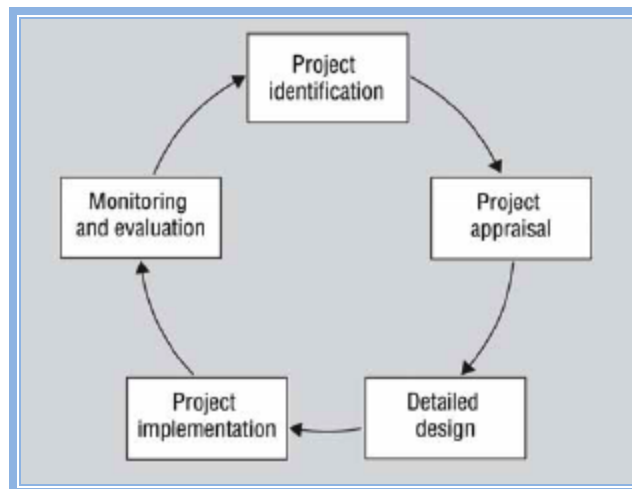 Project
identification
Project
appraisal
Detailed
design
Project
implementation
Monitoring
and evaluation